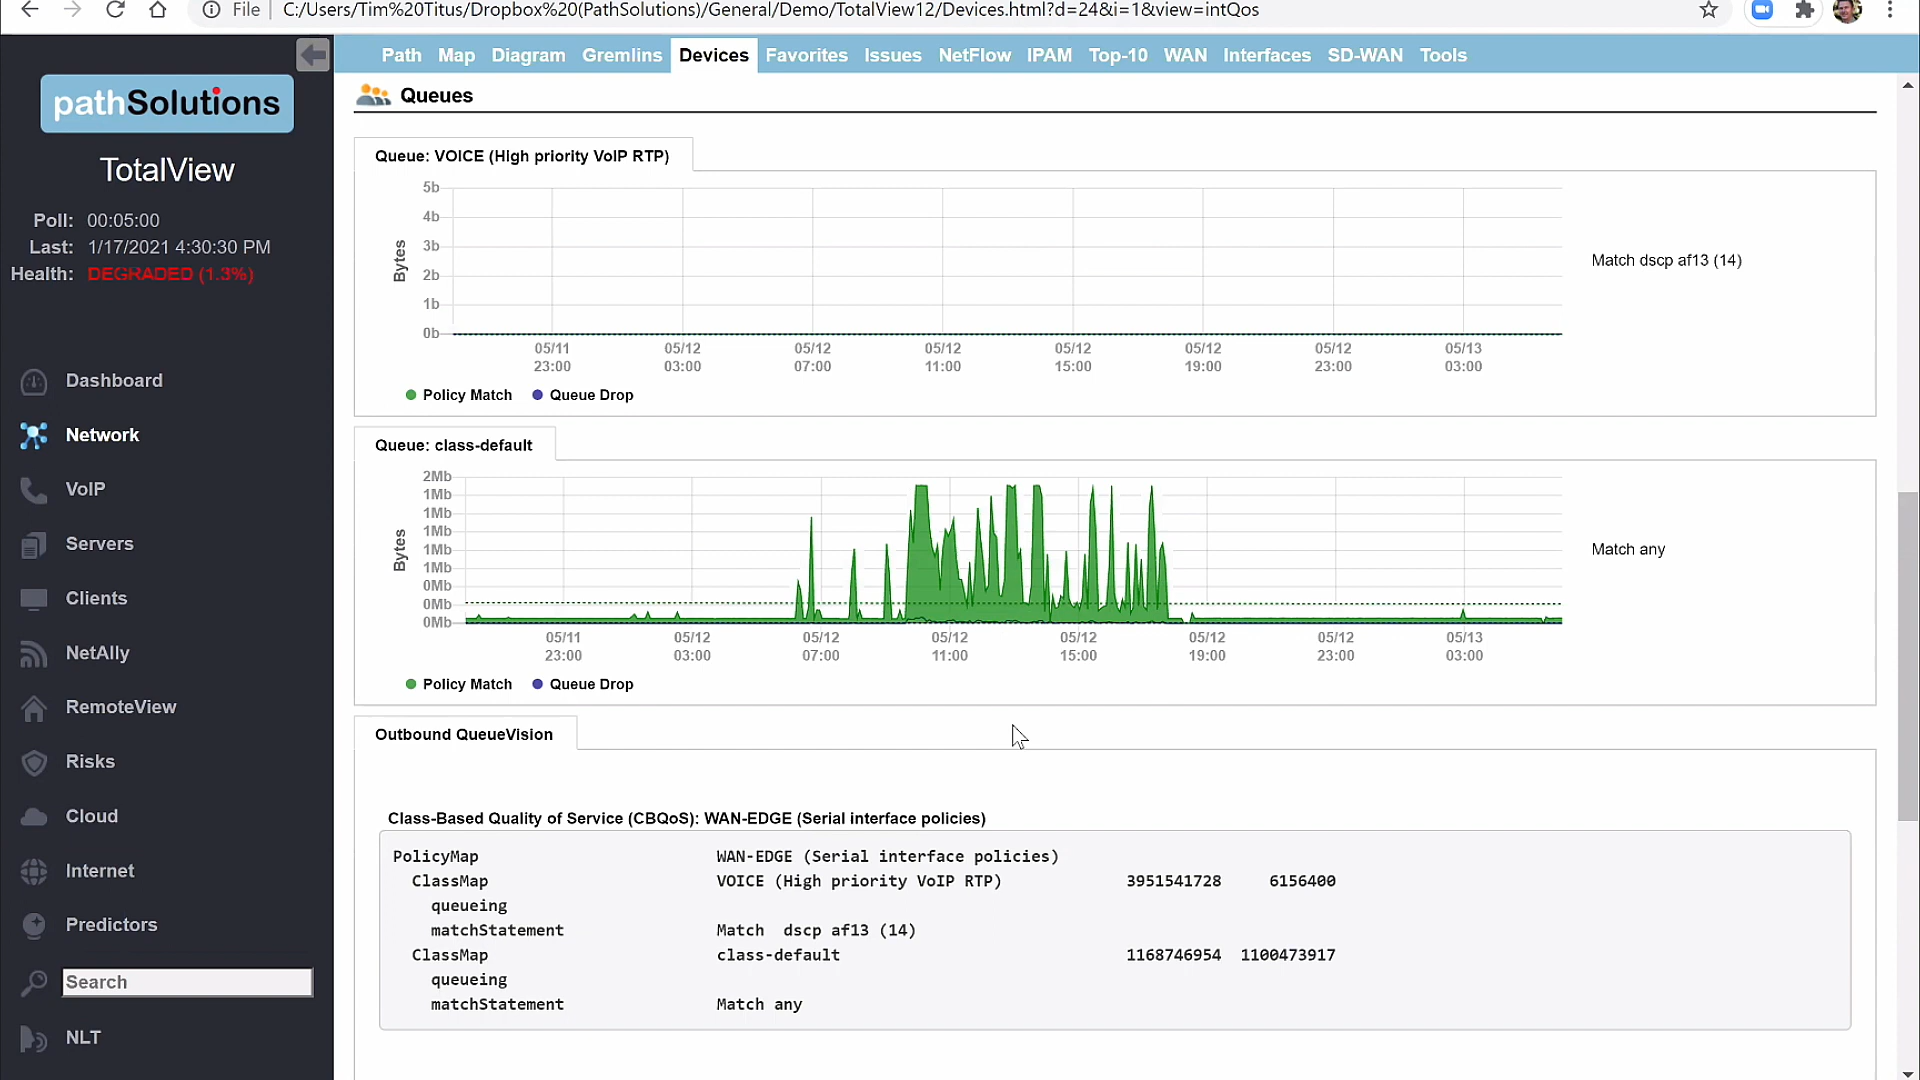 File C:/Users/Tim%20Titus/Dropbox%20(PathSolutions)/General/Demo/TotalView12/Devices.html?d=24&i=1&view=intQos
Path Map Diagram Gremlins Devices Favorites Issues NetFlow IPAM Top-10 WAN Interfaces SD-WAN Tools
pathSolutions
TotalView
Poll: 00:05:00
Last: 1/17/2021 4:30:30 PM
Health: DEGRADED (1.3%)
Dashboard
Network
VoIP
Servers
Clients
NetAlly
RemoteView
Risks
Cloud
Internet
Predictors
Search
NLT
Queues
Queue: VOICE (HIgh priority VoIP RTP)
5b
4b
3b
2b
1b
0b
Bytes
05/11 05/12 05/12 05/12 05/12 05/12 05/12 05/13
23:00 03:00 07:00 11:00 15:00 19:00 23:00 03:00
Policy Match Queue Drop
Match dscp af13 (14)
Queue: class-default
2Mb
1Mb
1Mb
1Mb
1Mb
1Mb
0Mb
0Mb
0Mb
Bytes
05/11 05/12 05/12 05/12 05/12 05/12 05/12 05/13
23:00 03:00 07:00 11:00 15:00 19:00 23:00 03:00
Policy Match Queue Drop
Match any
Outbound QueueVision
Class-Based Quality of Service (CBQoS): WAN-EDGE (Serial interface policies)
PolicyMap WAN-EDGE (Serial interface policies)
ClassMap VOICE (HIgh priority VoIP RTP) 3951541728 6156400
queueing
matchStatement Match dscp af13 (14)
ClassMap class-default 1168746954 1100473917
queueing
matchStatement Match any